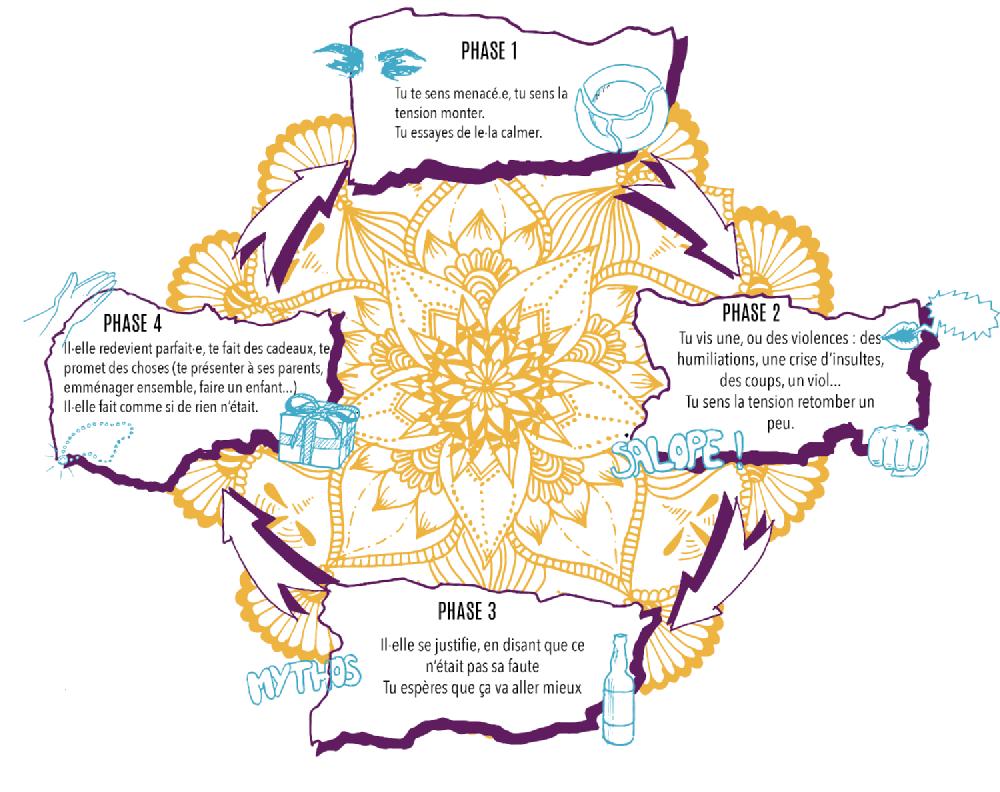 PHASE 1
Tu te sens menacé.e, tu sens la
tension monter.
Tu essayes de le·la calmer.
PHASE 2
Tu vis une, ou des violences : des
humiliations, une crise d’insultes,
des coups, un viol...
Tu sens la tension retomber un
peu.
SALOPE !
PHASE 3
Il·elle se justifie, en disant que ce
n’était pas sa faute
Tu espères que ça va aller mieux
MYTHOS
PHASE 4
Il·elle redevient parfait·e, te fait des cadeaux, te
promet des choses (te présenter à ses parents,
emménager ensemble, faire un enfant...)
Il·elle fait comme si de rien n’était.